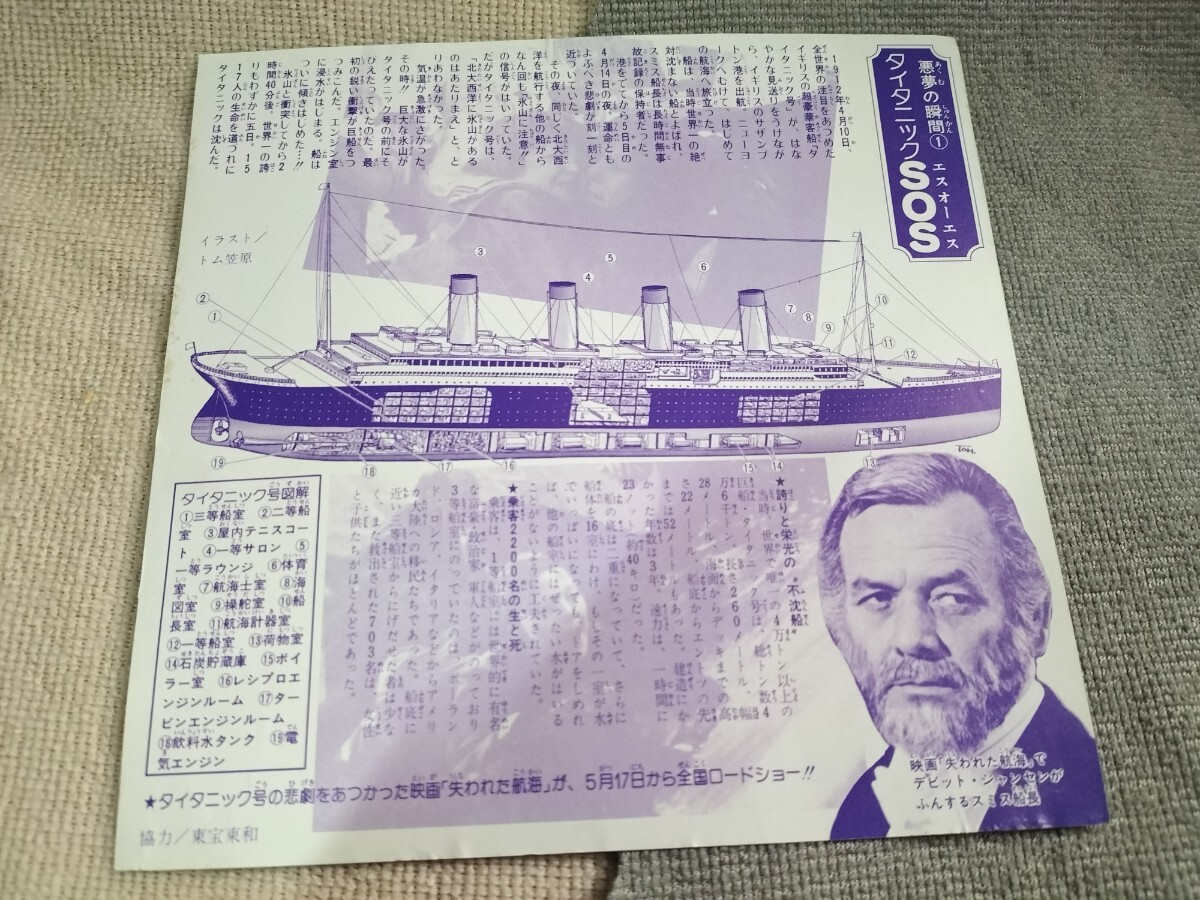 悪夢の瞬間①
タイタニックSOS
エスオーエス
1912年4月10日、
全世界の注目をあつめた
イギリスの超豪華客船「タ
イタニック号」が、はな
やかな見送りをうけなが
ら、イギリスのサザンプ
トン港を出航。ニューヨ
ークへむけて、はじめて
の航海へ旅立った。
船は、当時世界一の絶
対沈まない船とよばれ、
スミス船長は長時間無事
故記録の保持者だった。
港をでてから5日目の
4月14日の夜、運命とも
よぶべき悲劇が刻一刻と
近づいていた。
その夜、同じく北大西
洋を航行する他の船から
なん回も「氷山に注意!!」
の信号がはいっていた。
だがタイタニック号は
「北大西洋に氷山がある
のはあたりまえ」と、と
りあわなかった。
気温が急激にさがった
その時!! 巨大な氷山が
タイタニック号の前にそ
びえたっていたのだ。最
初の鋭い衝撃が巨船をつ
つみこんだ。エンジン室
に浸水がはじまる。船は
ついに傾きはじめた…!!
氷山と衝突してから2
時間40分後。世界一の誇
りもわずかに五日。15
17人の生命を道づれに
タイタニックは沈んだ。
イラスト/
トム笠原
①
②
③
④
⑤
⑥
⑦
⑧
⑨
⑩
⑪
⑫
⑬
⑭
⑮
⑯
⑰
⑱
⑲
TOM.
★誇りと栄光の“不沈船”
当時、世界で唯一の4万トン以上の
巨船・タイタニック号は、総トン数4
万6千トン、長さ260メートル、幅
28メートル、海面からデッキまでの高
さ22メートル、船底からエントツの先
までは52メートルもあった。建造にか
かった年数は3年。速力は、一時間に
23ノット（約40キロ）だった。
船の底は二重になっていて、さらに
船体を16室にわけ、もしその一室が水
でいっぱいになっても、ドアをしめれ
ば、他の船室にはぜったい水がはいる
ことがないように工夫されていた。
★乗客2200名の生と死
乗客は、1等船室には世界的に有名
な富豪・政治家・軍人などがのっており
3等船室にのっていたのは、ポーラン
ド、ロシア、イタリアなどからアメリ
カ大陸への移民たちであった。船底に
近い三等船室からにげだせた者は少な
く、また救出された703名は、女性
と子供たちがほとんどであった。
タイタニック号図解
①三等船室 ②二等船
室 ③屋内テニスコー
ト ④一等サロン ⑤
一等ラウンジ ⑥体育
室 ⑦航海士室 ⑧海
図室 ⑨操舵室 ⑩船
長室 ⑪航海計器室
⑫一等船室 ⑬荷物室
⑭石炭貯蔵庫 ⑮ボイ
ラー室 ⑯レシプロエ
ンジンルーム ⑰ター
ビンエンジンルーム
⑱飲料水タンク ⑲電
気エンジン
映画「失われた航海」で
デビット・ジャンセンが
ふんするスミス船長
★タイタニック号の悲劇をあつかった映画「失われた航海」が、5月17日から全国ロードショー!!
協力/東宝東和